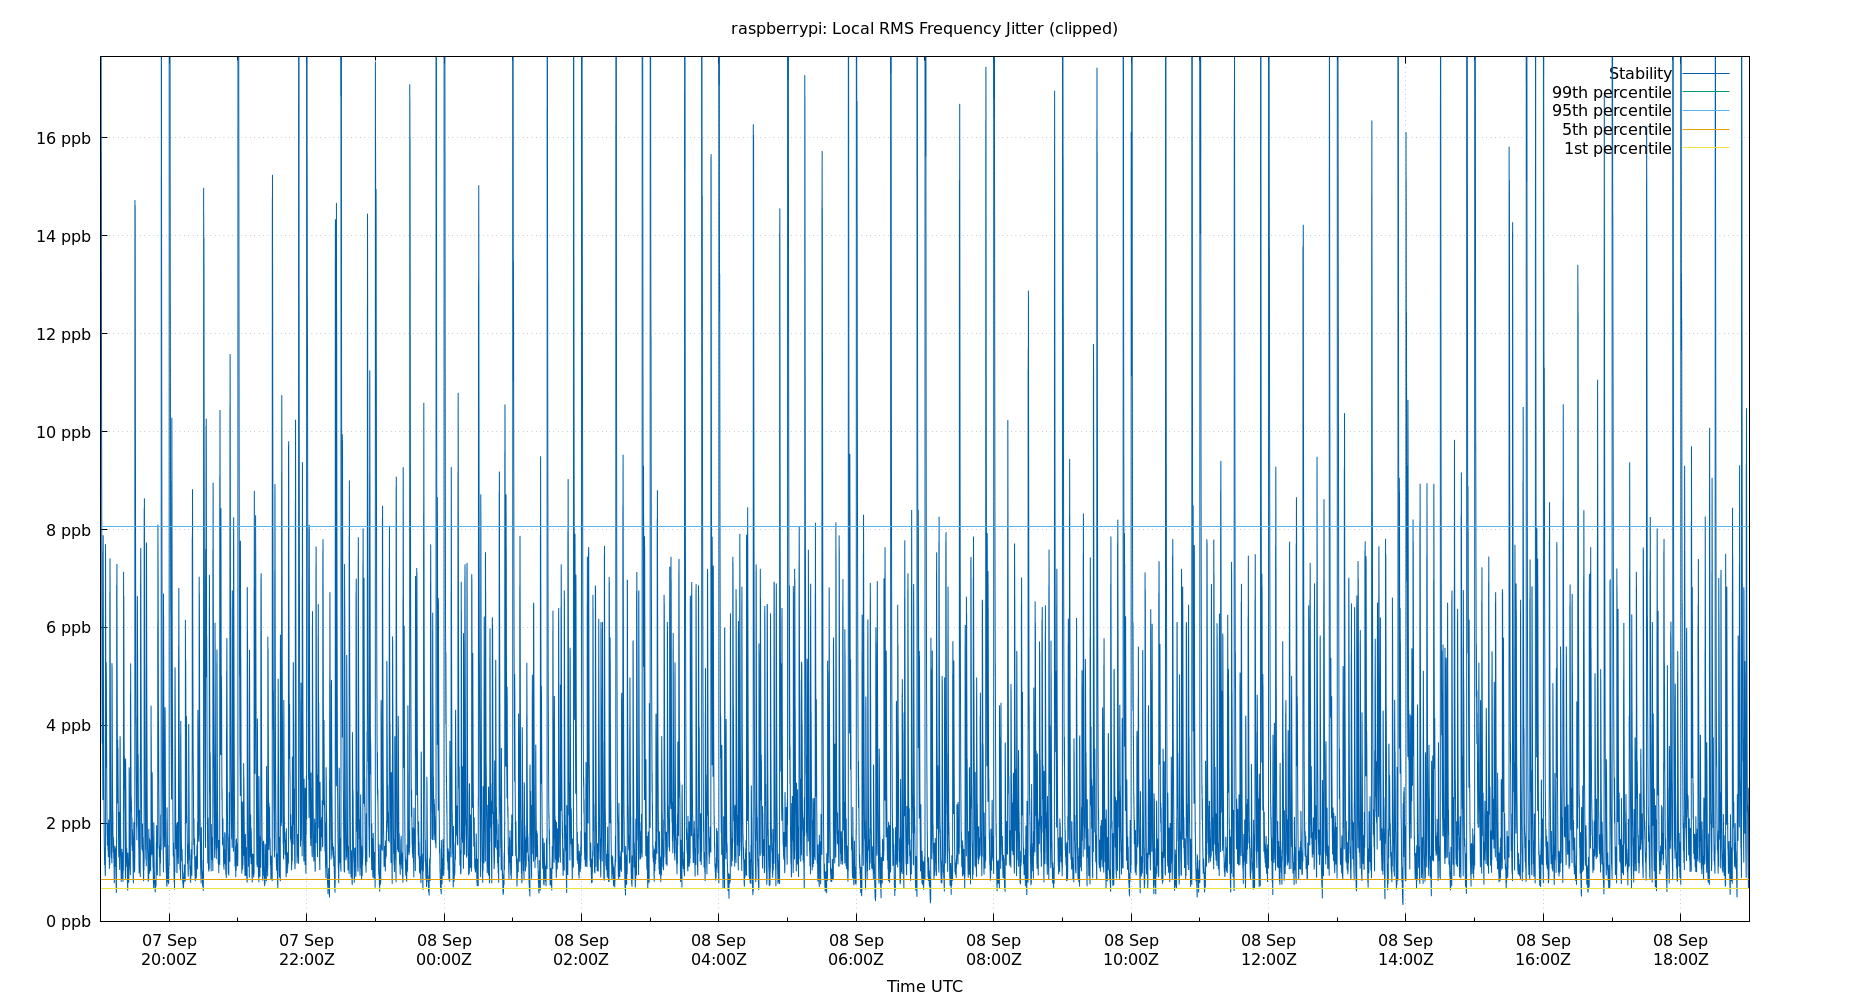 raspberrypi: Local RMS Frequency Jitter (clipped)
Stability
99th percentile
95th percentile
5th percentile
1st percentile
16 ppb
14 ppb
12 ppb
10 ppb
8 ppb
6 ppb
4 ppb
2 ppb
0 ppb
07 Sep 07 Sep 08 Sep 08 Sep 08 Sep 08 Sep 08 Sep 08 Sep 08 Sep 08 Sep 08 Sep 08 Sep
20:00Z 22:00Z 00:00Z 02:00Z 04:00Z 06:00Z 08:00Z 10:00Z 12:00Z 14:00Z 16:00Z 18:00Z
Time UTC